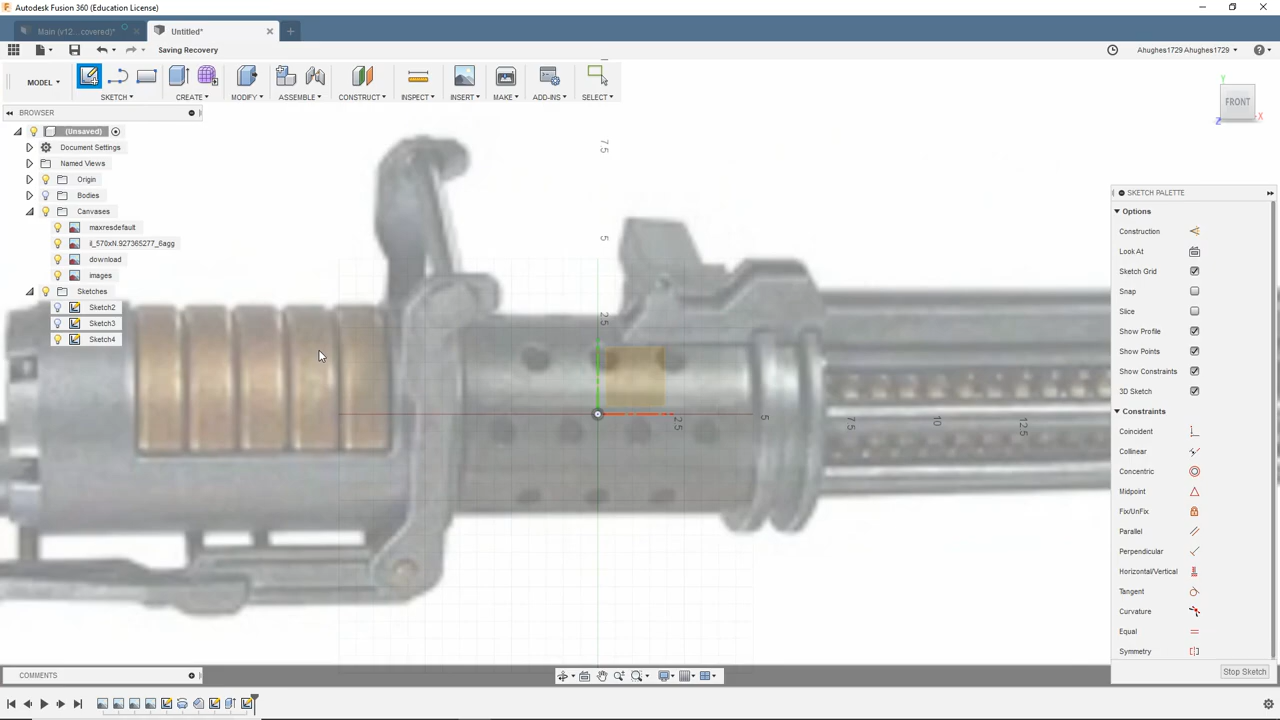 Autodesk Fusion 360 (Education License)
Main (v12...covered)*
Untitled*
Saving Recovery
Ahughes1729 Ahughes1729
MODEL
SKETCH
CREATE
MODIFY
ASSEMBLE
CONSTRUCT
INSPECT
INSERT
MAKE
ADD-INS
SELECT
BROWSER
(Unsaved)
Document Settings
Named Views
Origin
Bodies
Canvases
maxresdefault
il_570xN.927365277_6agg
download
images
Sketches
Sketch2
Sketch3
Sketch4
Y
FRONT
Z
X
7.5
5
2.5
2.5
5
7.5
10
12.5
SKETCH PALETTE
Options
Construction
Look At
Sketch Grid
Snap
Slice
Show Profile
Show Points
Show Constraints
3D Sketch
Constraints
Coincident
Collinear
Concentric
Midpoint
Fix/UnFix
Parallel
Perpendicular
Horizontal/Vertical
Tangent
Curvature
Equal
Symmetry
Stop Sketch
COMMENTS